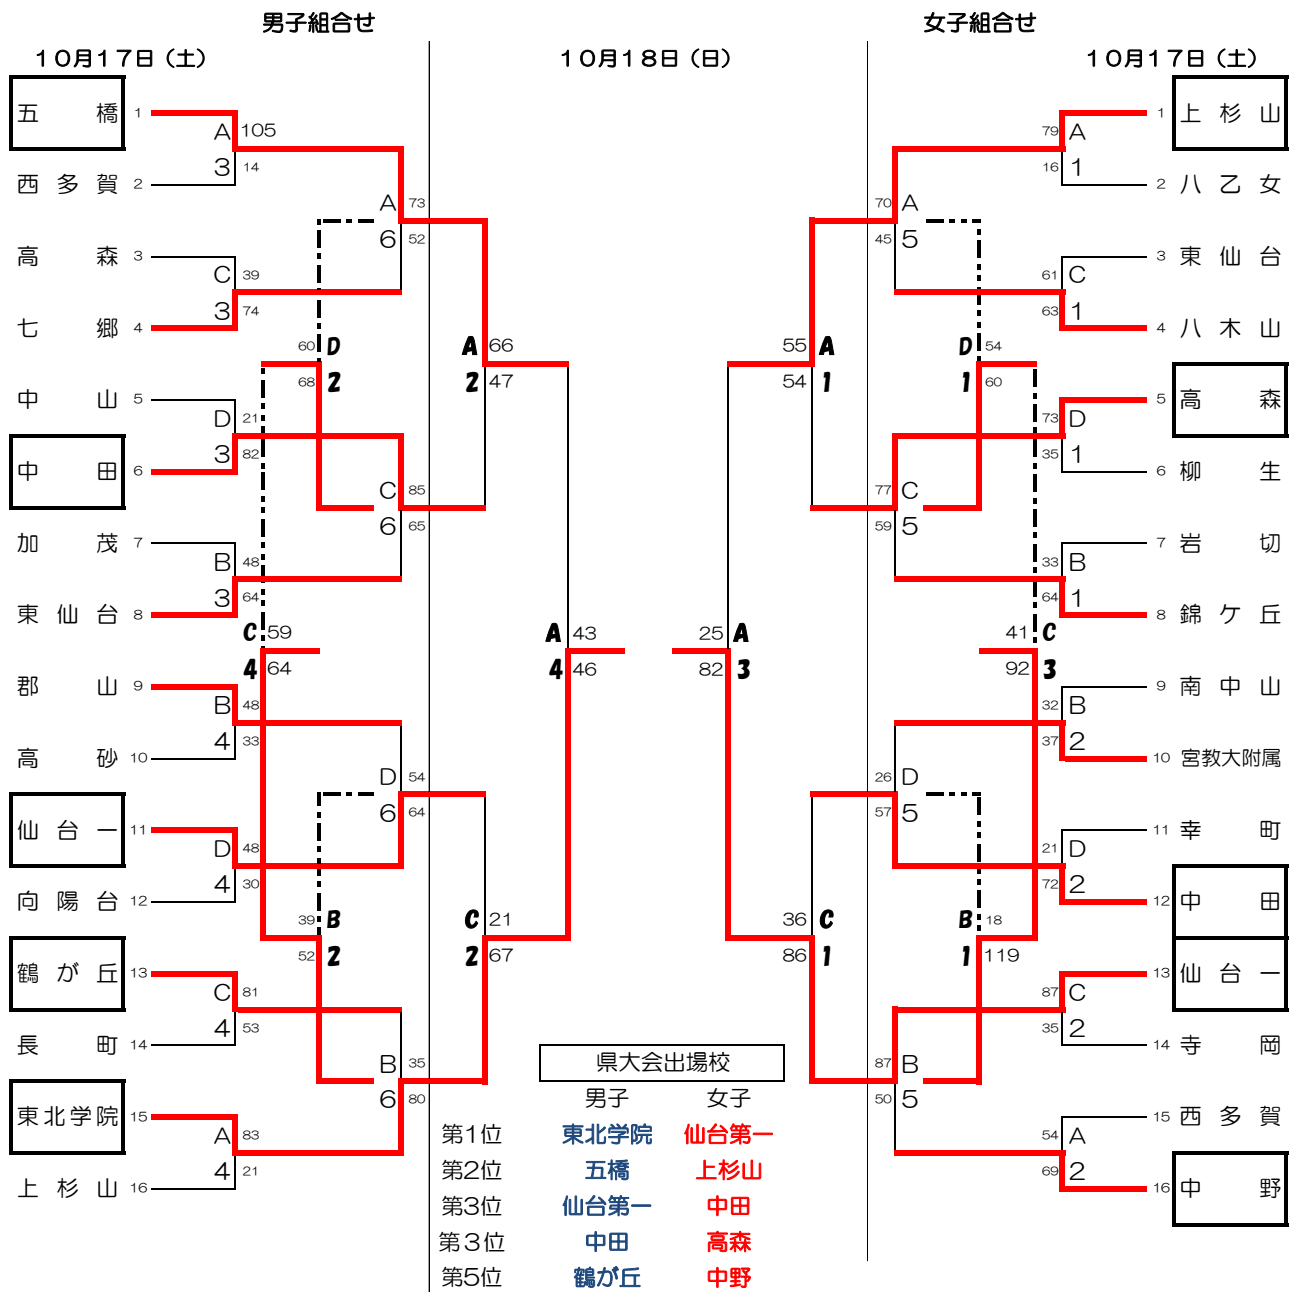 男子組合せ 女子組合せ
10月17日（土） 10月18日（日） 10月17日（土）
五橋 1 1 上杉山
A 105 79 A
3 14 16 1
西多賀 2 2 八乙女
A 73 70 A
6 52 45 5
高森 3 3 東仙台
C 39 61 C
3 74 63 1
七郷 4 4 八木山
60 D A 66 55 A D 54
68 2 2 47 54 1 1 60
中山 5 5 高森
D 21 73 D
3 82 35 1
中田 6 6 柳生
C 85 77 C
6 65 59 5
加茂 7 7 岩切
B 48 33 B
3 64 64 1
東仙台 8 8 錦ケ丘
C 59 A 43 25 A 41 C
4 64 4 46 82 3 92 3
郡山 9 9 南中山
B 48 32 B
4 33 37 2
高砂 10 10 宮教大附属
D 54 26 D
6 64 57 5
仙台一 11 11 幸町
D 48 21 D
4 30 72 2
向陽台 12 12 中田
39 B C 21 36 C B 18
52 2 2 67 86 1 1 119
鶴が丘 13 13 仙台一
C 81 87 C
4 53 35 2
長町 14 14 寺岡
B 35 87 B
6 80 50 5
県大会出場校
男子 女子
東北学院 15 15 西多賀
A 83 54 A
4 21 69 2
上杉山 16 16 中野
第1位 東北学院 仙台第一
第2位 五橋 上杉山
第3位 仙台第一 中田
第３位 中田 高森
第5位 鶴が丘 中野